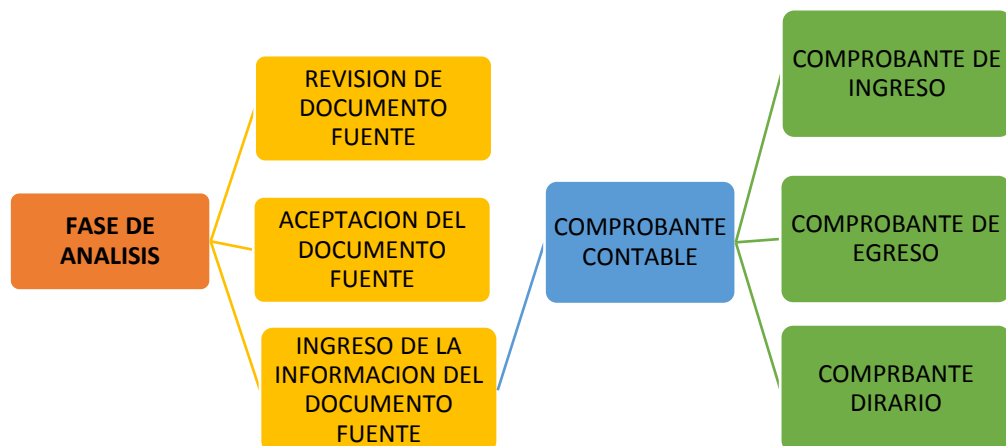 FASE DE
ANALISIS
REVISION DE
DOCUMENTO
FUENTE
ACEPTACION DEL
DOCUMENTO
FUENTE
INGRESO DE LA
INFORMACION DEL
DOCUMENTO
FUENTE
COMPROBANTE
CONTABLE
COMPROBANTE DE
INGRESO
COMPROBANTE DE
EGRESO
COMPRBANTE
DIRARIO